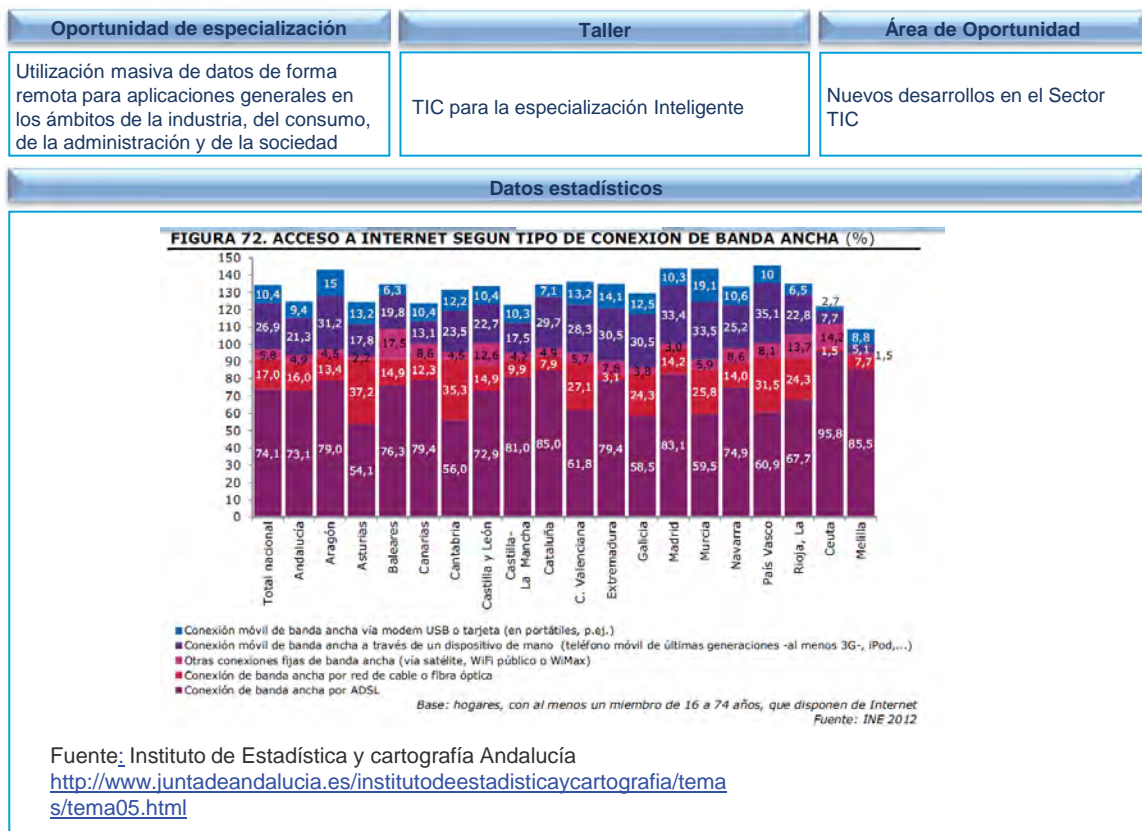 Oportunidad de especialización
Taller
Área de Oportunidad
Utilización masiva de datos de forma
remota para aplicaciones generales en
los ámbitos de la industria, del consumo,
de la administración y de la sociedad
TIC para la especialización Inteligente
Nuevos desarrollos en el Sector
TIC
Datos estadísticos
FIGURA 72. ACCESO A INTERNET SEGUN TIPO DE CONEXION DE BANDA ANCHA (%)
150
140
130
120
110
100
90
80
70
60
50
40
30
20
10
0
10,4 9,4 15 13,2 6,3 10,4 12,2 10,4 10,3 7,1 13,2 14,1 12,5 10,3 19,1 10,6 10 6,5 2,7 8,8
26,9 21,3 31,2 17,8 19,8 13,1 23,5 22,7 17,5 29,7 28,3 30,5 30,5 33,4 33,5 25,2 35,1 22,8 7,7 5,1
5,8 4,9 4,5 2,2 17,5 8,6 4,5 12,6 4,2 4,9 5,7 7,8 3,8 3,0 5,9 8,6 8,1 13,7 14,2 1,5
17,0 16,0 13,4 37,2 14,9 12,3 35,3 14,9 9,9 7,9 27,1 3,1 24,3 14,2 25,8 14,0 31,5 24,3 1,5 7,7
74,1 73,1 79,0 54,1 76,3 79,4 56,0 72,9 81,0 85,0 61,8 79,4 58,5 83,1 59,5 74,9 60,9 67,7 95,8 85,5
Total nacional
Andalucía
Aragón
Asturias
Baleares
Canarias
Cantabria
Castilla y León
Castilla-
La Mancha
Cataluña
C. Valenciana
Extremadura
Galicia
Madrid
Murcia
Navarra
País Vasco
Rioja, La
Ceuta
Melilla
Conexión móvil de banda ancha vía modem USB o tarjeta (en portátiles, p.ej.)
Conexión móvil de banda ancha a través de un dispositivo de mano (teléfono móvil de últimas generaciones -al menos 3G-, iPod,...)
Otras conexiones fijas de banda ancha (vía satélite, WiFi público o WiMax)
Conexión de banda ancha por red de cable o fibra óptica
Conexión de banda ancha por ADSL
Base: hogares, con al menos un miembro de 16 a 74 años, que disponen de Internet
Fuente: INE 2012
Fuente: Instituto de Estadística y cartografía Andalucía
http://www.juntadeandalucia.es/institutodeestadisticaycartografia/tema
s/tema05.html